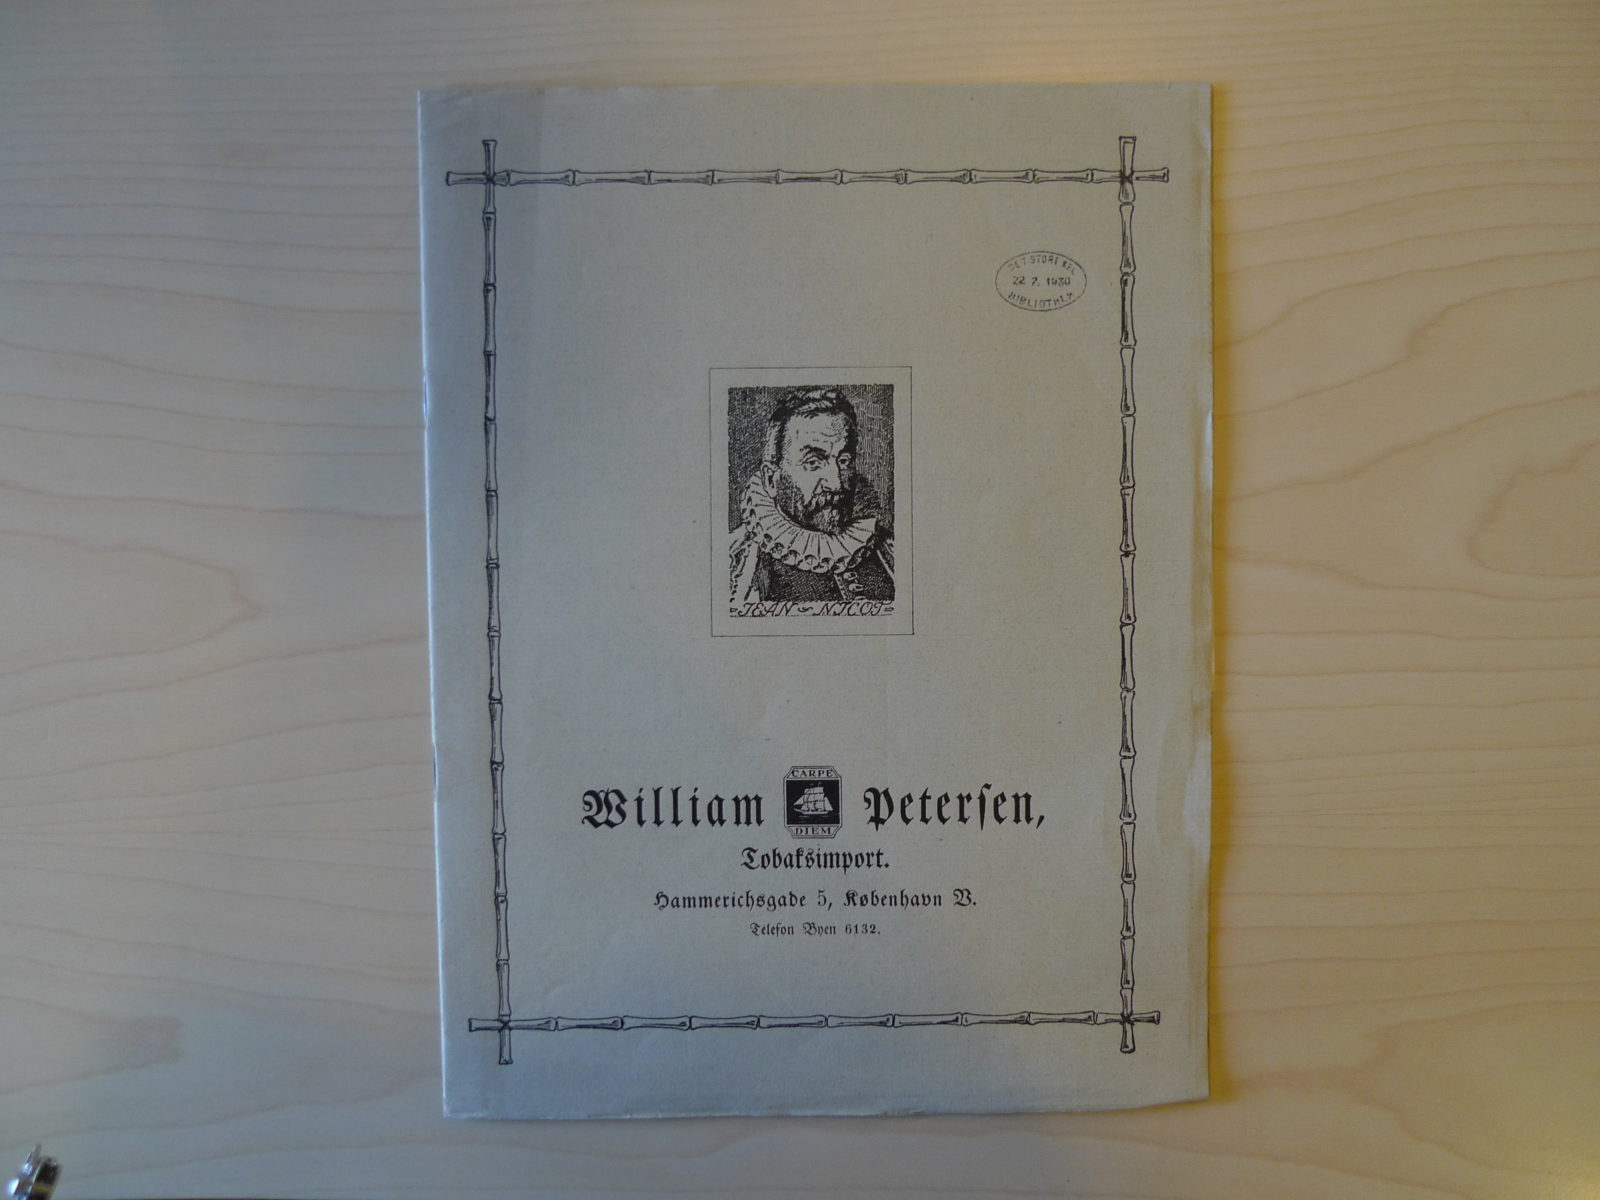 DET STORE KGL
22 7. 1930
BIBLIOTHEK
JEAN NICOT
William Petersen,
CARPE
DIEM
Tobaksimport.
Hammerichsgade 5, København V.
Telefon Byen 6132.